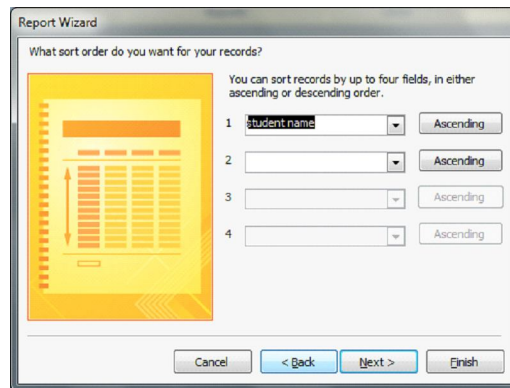 Report Wizard
What sort order do you want for your records?
You can sort records by up to four fields, in either
ascending or descending order.
1 student name Ascending
2 Ascending
3 Ascending
4 Ascending
Cancel < Back Next > Finish